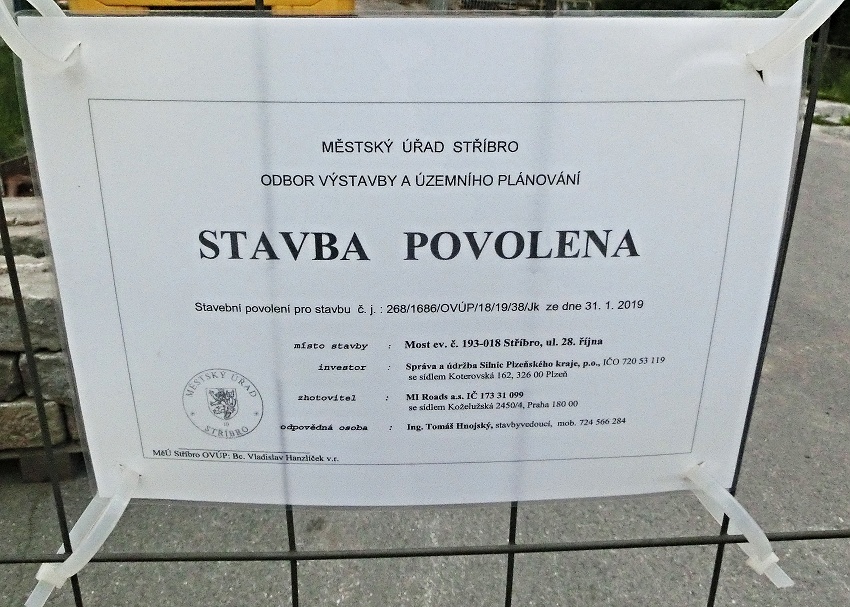 MĚSTSKÝ ÚŘAD STŘÍBRO
ODBOR VÝSTAVBY A ÚZEMNÍHO PLÁNOVÁNÍ
STAVBA POVOLENA
Stavební povolení pro stavbu č. j. : 268/1686/OVÚP/18/19/38/Jk ze dne 31. 1. 2019
místo stavby : Most ev. č. 193-018 Stříbro, ul. 28. října
investor : Správa a údržba Silnic Plzeňského kraje, p.o., IČO 720 53 119
se sídlem Koterovská 162, 326 00 Plzeň
zhotovitel : MI Roads a.s. IČ 173 31 099
se sídlem Koželužská 2450/4, Praha 180 00
odpovědná osoba : Ing. Tomáš Hnojský, stavbyvedoucí, mob. 724 566 284
MĚSTSKÝ ÚŘAD
STŘÍBRO
MěÚ Stříbro OVÚP: Bc. Vladislav Hanzlíček v.r.